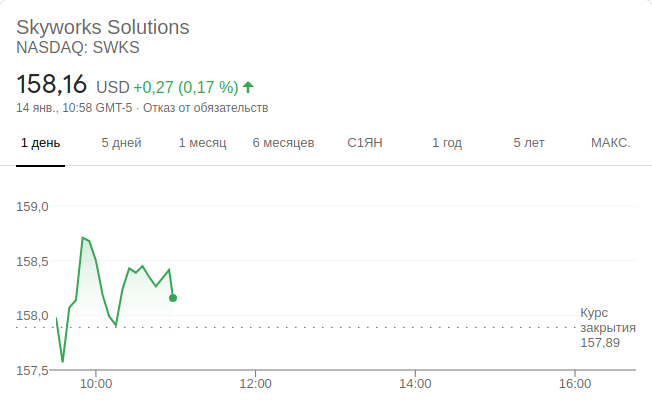 Skyworks Solutions
NASDAQ: SWKS
158,16 USD +0,27 (0,17 %)
14 янв., 10:58 GMT-5 · Отказ от обязательств
1 день 5 дней 1 месяц 6 месяцев С1ЯН 1 год 5 лет МАКС.
159,0
158,5
158,0
157,5
Курс
закрытия
157,89
10:00 12:00 14:00 16:00